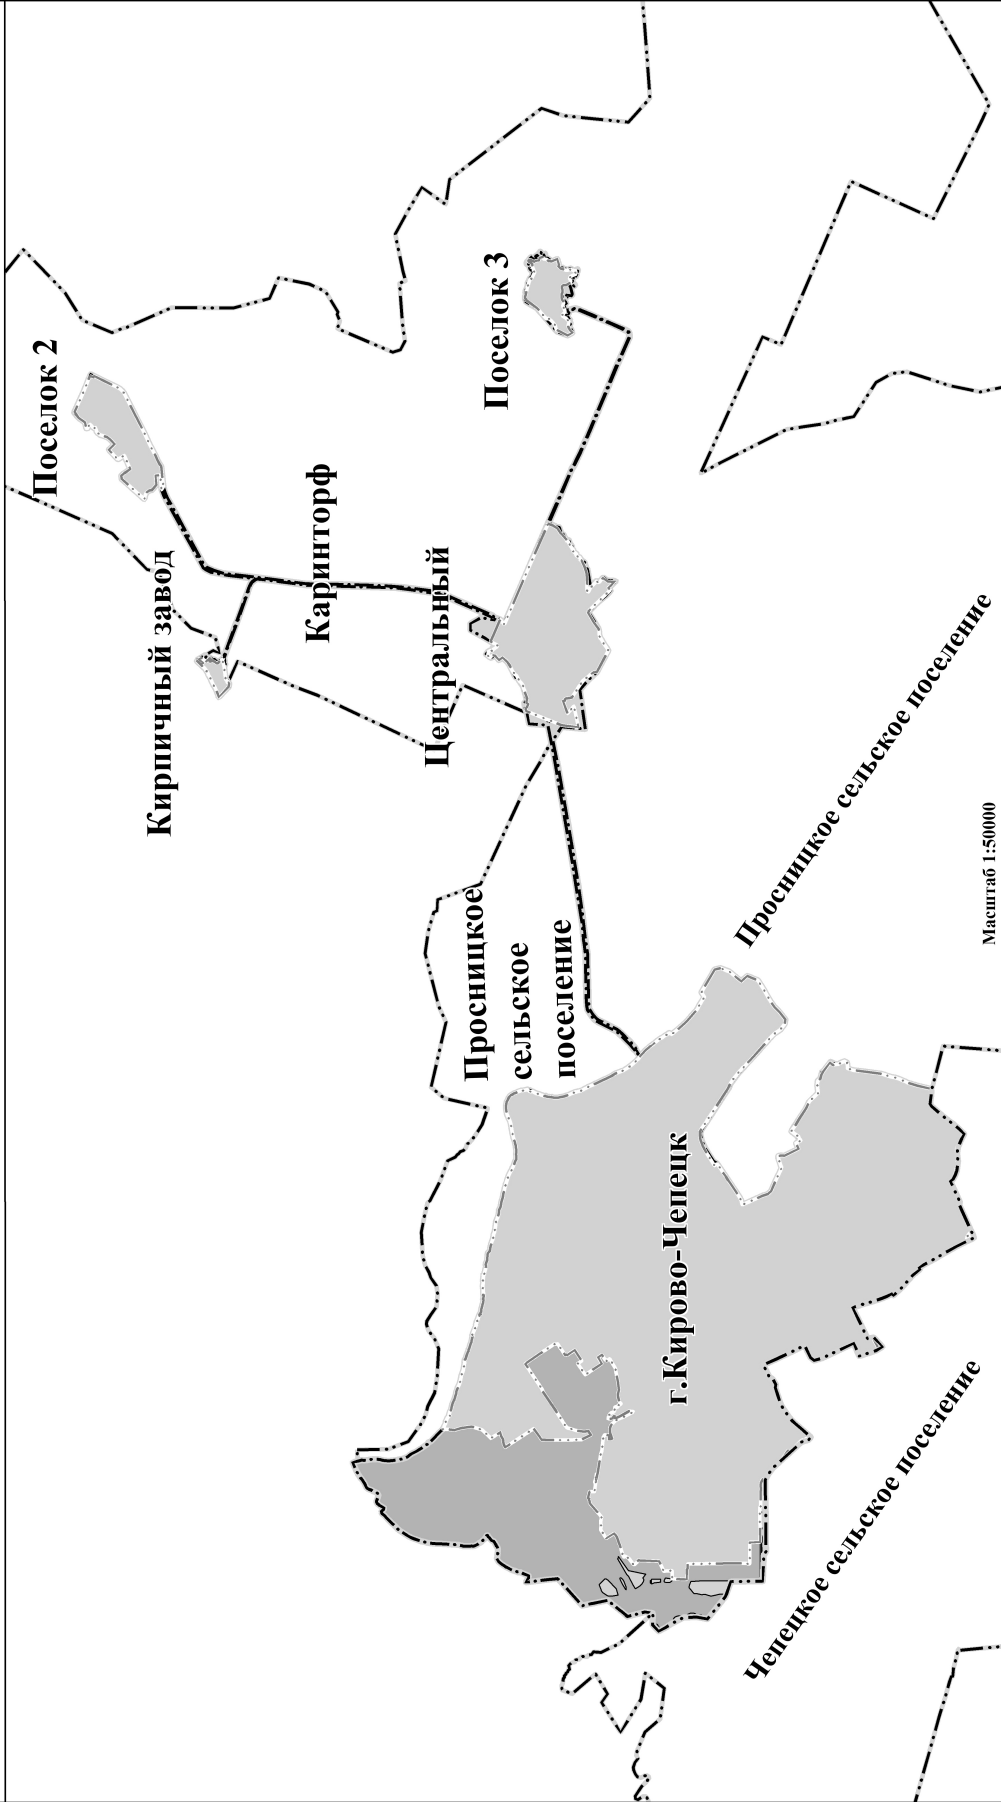 Поселок 2
Кирпичный завод
Каринторф
Центральный
Поселок 3
Просницкое
сельское
поселение
г.Кирово-Чепецк
Просницкое сельское поселение
Чепецкое сельское поселение
Масштаб 1:50000